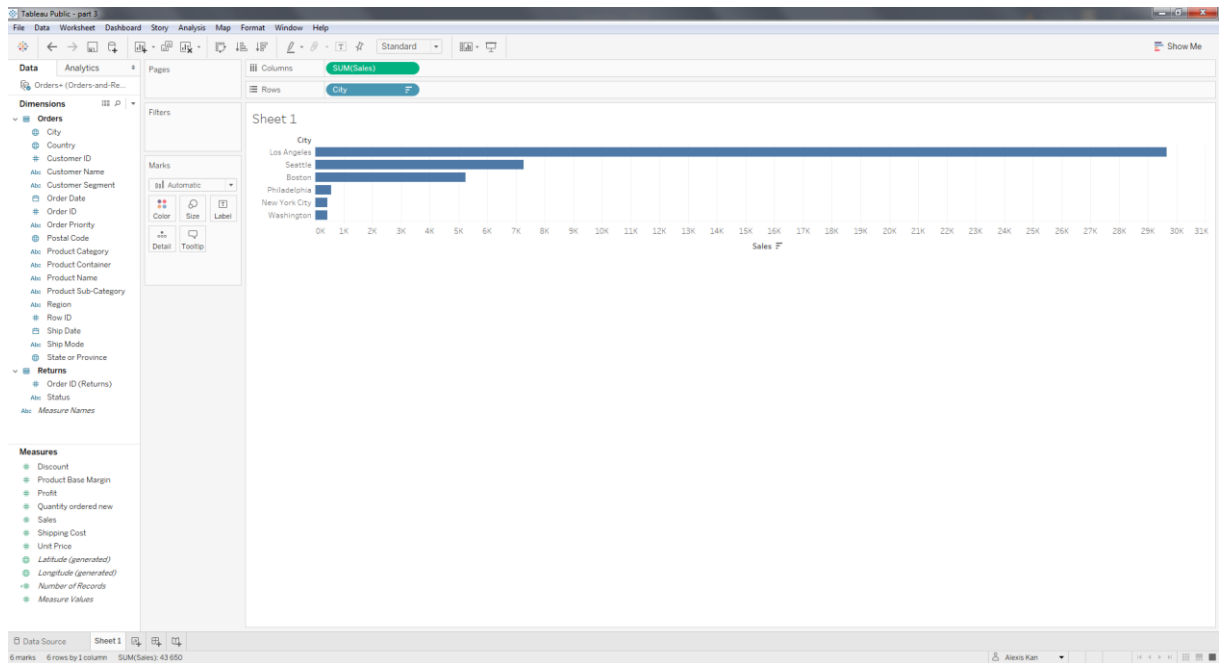 Tableau Public - part 3
File Data Worksheet Dashboard Story Analysis Map Format Window Help
Standard
Show Me
Data Analytics
Pages
Columns SUM(Sales)
Orders+ (Orders-and-Re...
Rows City
Dimensions
Filters
Sheet 1
Orders
City
Country
Customer ID
Customer Name
Customer Segment
Order Date
Order ID
Order Priority
Postal Code
Product Category
Product Container
Product Name
Product Sub-Category
Region
Row ID
Ship Date
Ship Mode
State or Province
Returns
Order ID (Returns)
Status
Measure Names
Marks
Automatic
Color Size Label
Detail Tooltip
City
Los Angeles
Seattle
Boston
Philadelphia
New York City
Washington
0K 1K 2K 3K 4K 5K 6K 7K 8K 9K 10K 11K 12K 13K 14K 15K 16K 17K 18K 19K 20K 21K 22K 23K 24K 25K 26K 27K 28K 29K 30K 31K
Sales
Measures
Discount
Product Base Margin
Profit
Quantity ordered new
Sales
Shipping Cost
Unit Price
Latitude (generated)
Longitude (generated)
Number of Records
Measure Values
Data Source Sheet 1
6 marks 6 rows by 1 column SUM(Sales): 43 650
Alexis Kan